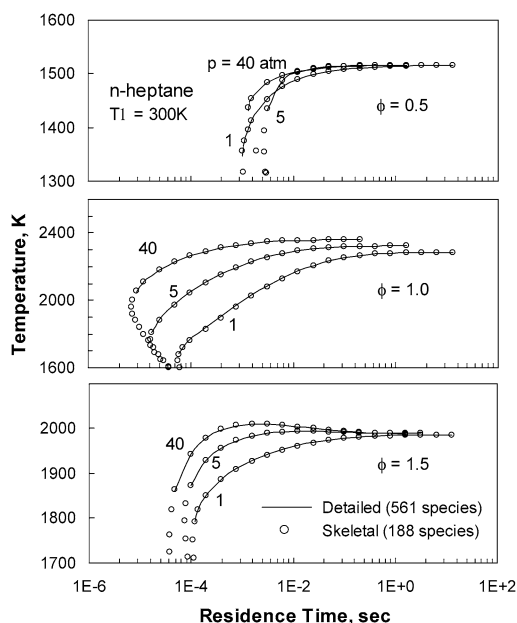 1600
p = 40 atm
1500
n-heptane
T1 = 300K
5
ϕ = 0.5
1400
1
1300
2400
40
2200
5
ϕ = 1.0
2000
1
1800
1600
Temperature, K
2000
40
5
ϕ = 1.5
1900
1
1800
Detailed (561 species)
Skeletal (188 species)
1700
1E-6 1E-4 1E-2 1E+0 1E+2
Residence Time, sec